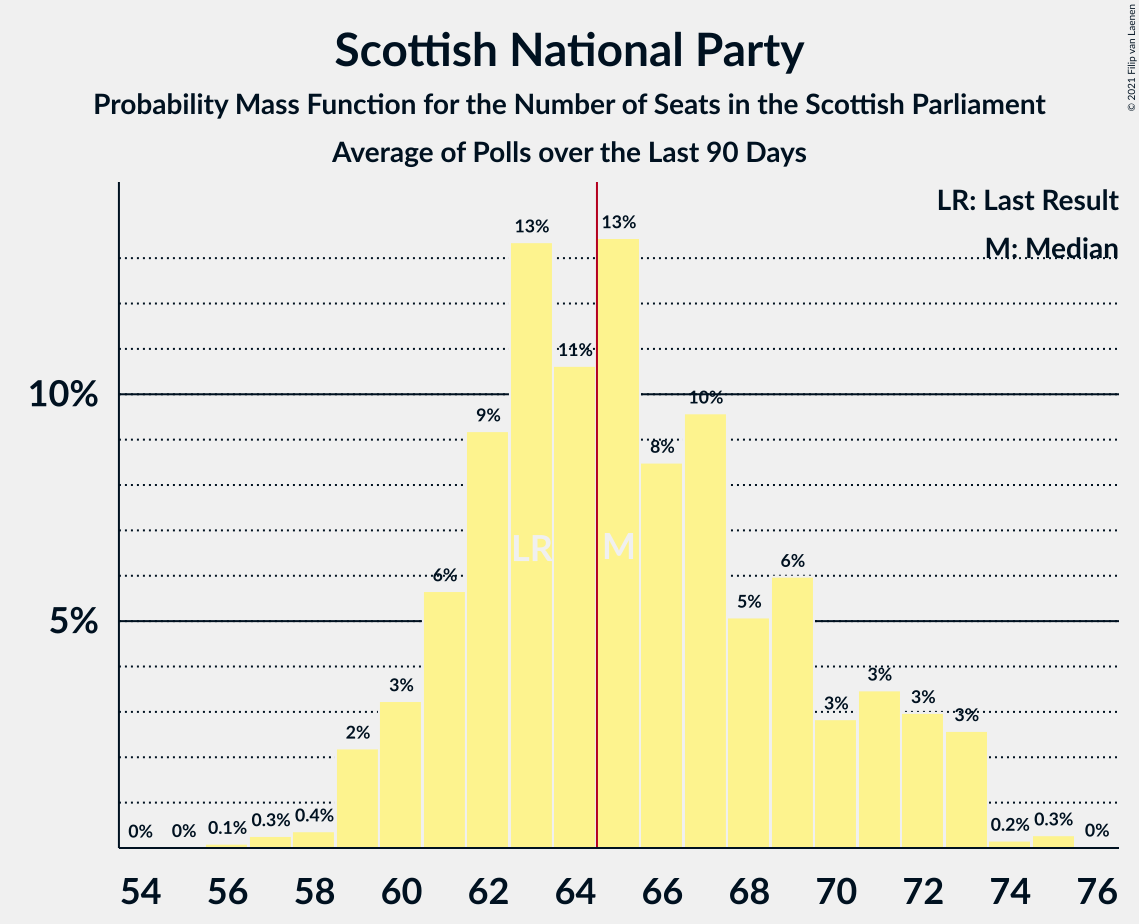 Scottish National Party
Probability Mass Function for the Number of Seats in the Scottish Parliament
Average of Polls over the Last 90 Days
© 2021 Filip van Laenen
LR: Last Result
M: Median
10%
5%
0%
0%
0.1%
0.3%
0.4%
2%
3%
6%
9%
13%
11%
13%
8%
10%
5%
6%
3%
3%
3%
3%
0.2%
0.3%
0%
LR
M
54 56 58 60 62 64 66 68 70 72 74 76